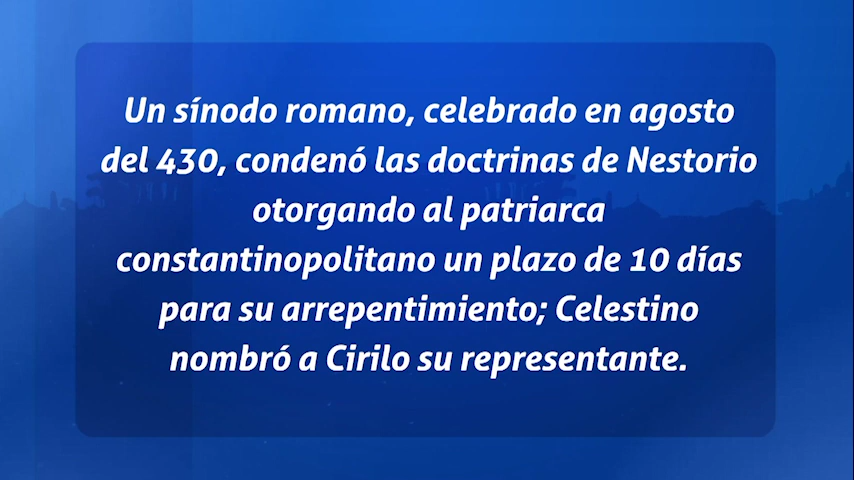 Un sínodo romano, celebrado en agosto
del 430, condenó las doctrinas de Nestorio
otorgando al patriarca
constantinopolitano un plazo de 10 días
para su arrepentimiento; Celestino
nombró a Cirilo su representante.